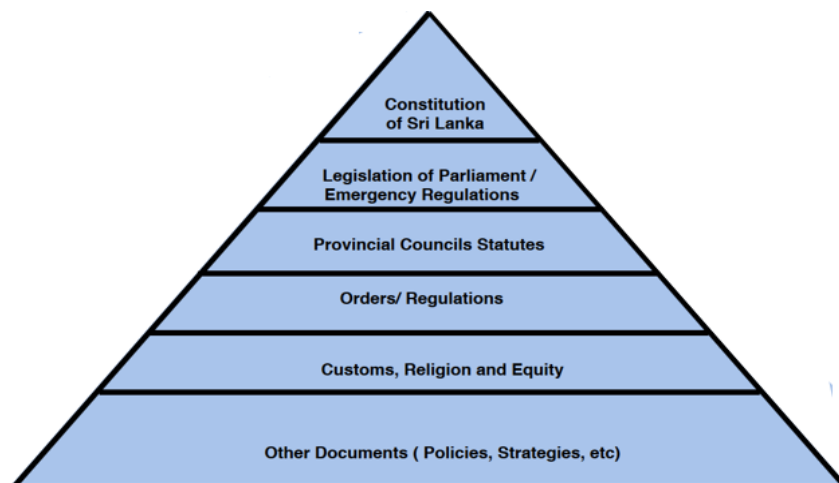 Constitution
of Sri Lanka
Legislation of Parliament /
Emergency Regulations
Provincial Councils Statutes
Orders/ Regulations
Customs, Religion and Equity
Other Documents ( Policies, Strategies, etc)